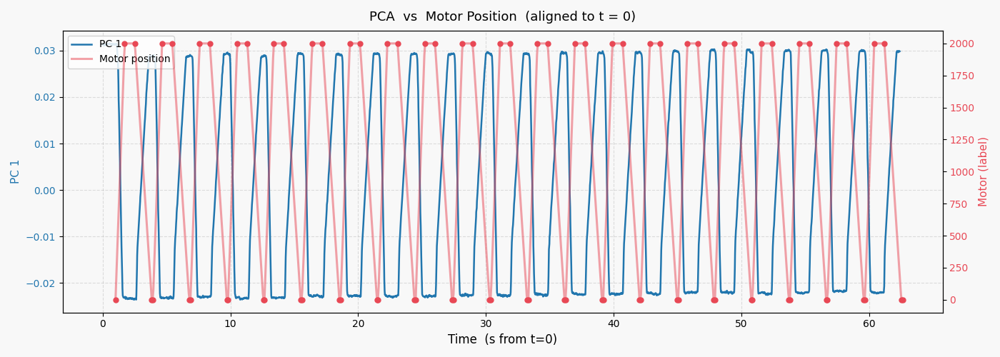 PCA  vs  Motor Position  (aligned to t = 0)
PC 1
Motor position
0.03
0.02
0.01
0.00
−0.01
−0.02
PC 1
2000
1750
1500
1250
1000
750
500
250
0
Motor (label)
0 10 20 30 40 50 60
Time  (s from t=0)